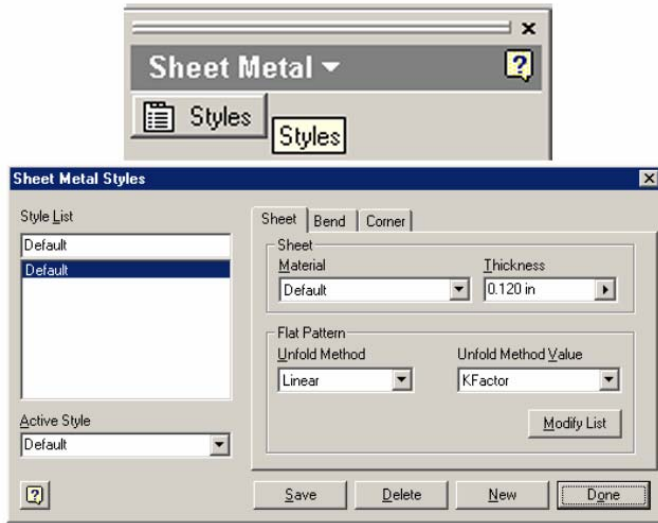 Sheet Metal
Styles
Styles
Sheet Metal Styles
Style List
Default
Default
Active Style
Default
Sheet Bend Corner
Sheet
Material Thickness
Default 0.120 in
Flat Pattern
Unfold Method Unfold Method Value
Linear KFactor
Modify List
Save Delete New Done